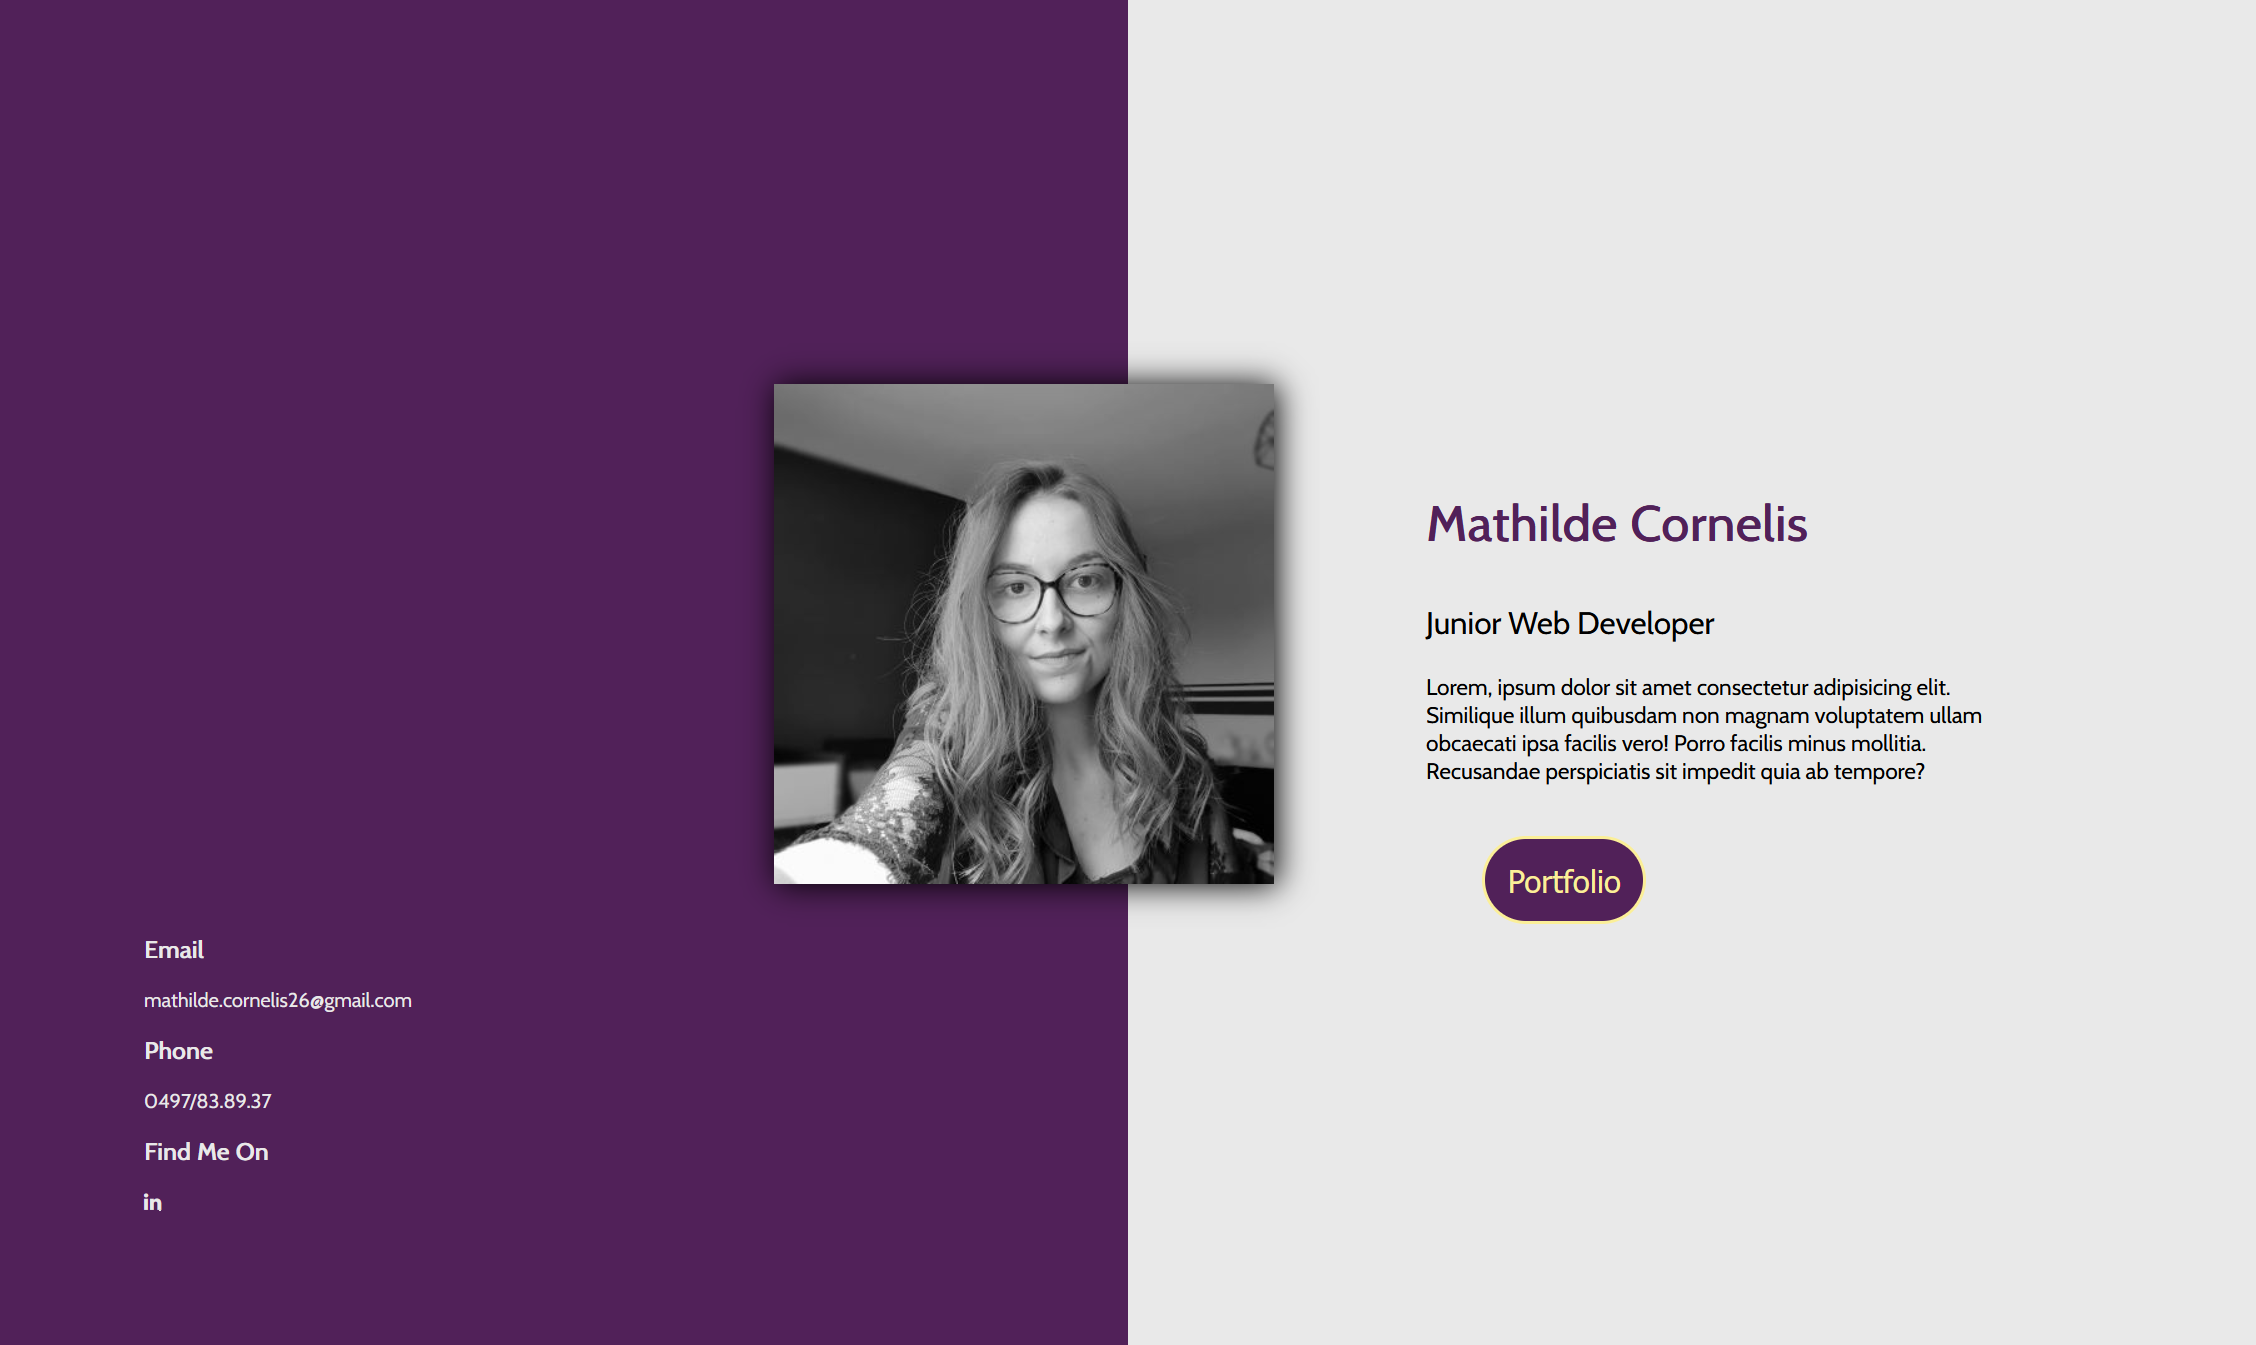 Mathilde Cornelis
Junior Web Developer
Lorem, ipsum dolor sit amet consectetur adipisicing elit.
Similique illum quibusdam non magnam voluptatem ullam
obcaecati ipsa facilis vero! Porro facilis minus mollitia.
Recusandae perspiciatis sit impedit quia ab tempore?
Portfolio
Email
mathilde.cornelis26@gmail.com
Phone
0497/83.89.37
Find Me On
in